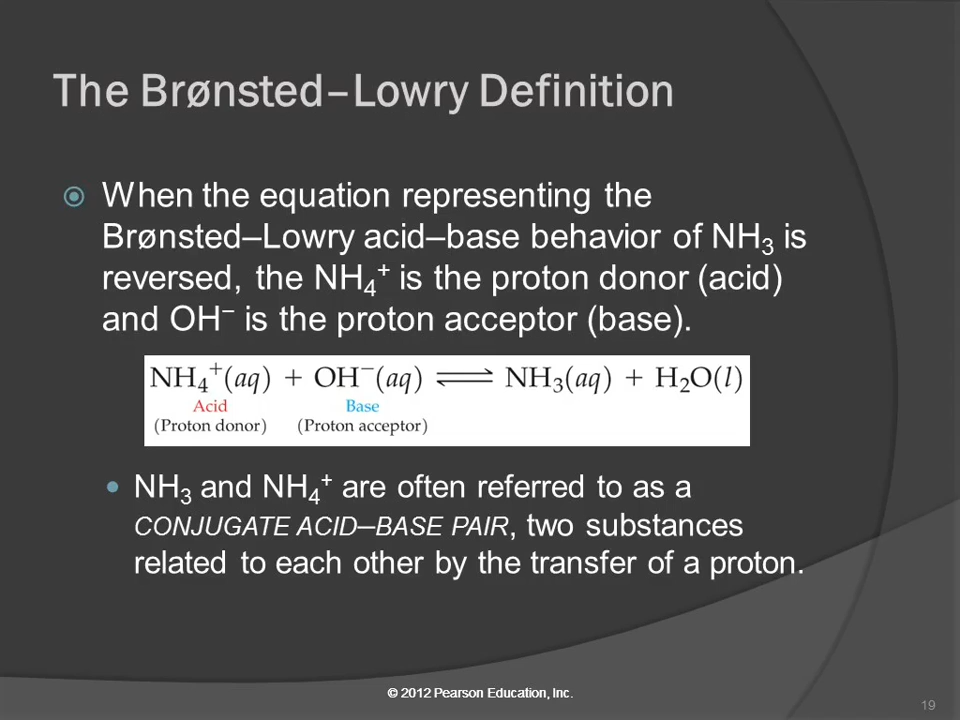 The Brønsted–Lowry Definition
When the equation representing the
Brønsted–Lowry acid–base behavior of NH₃ is
reversed, the NH₄⁺ is the proton donor (acid)
and OH⁻ is the proton acceptor (base).
NH₄⁺(aq) + OH⁻(aq) ⇌ NH₃(aq) + H₂O(l)
Acid Base
(Proton donor) (Proton acceptor)
NH₃ and NH₄⁺ are often referred to as a
CONJUGATE ACID–BASE PAIR, two substances
related to each other by the transfer of a proton.
© 2012 Pearson Education, Inc.
19